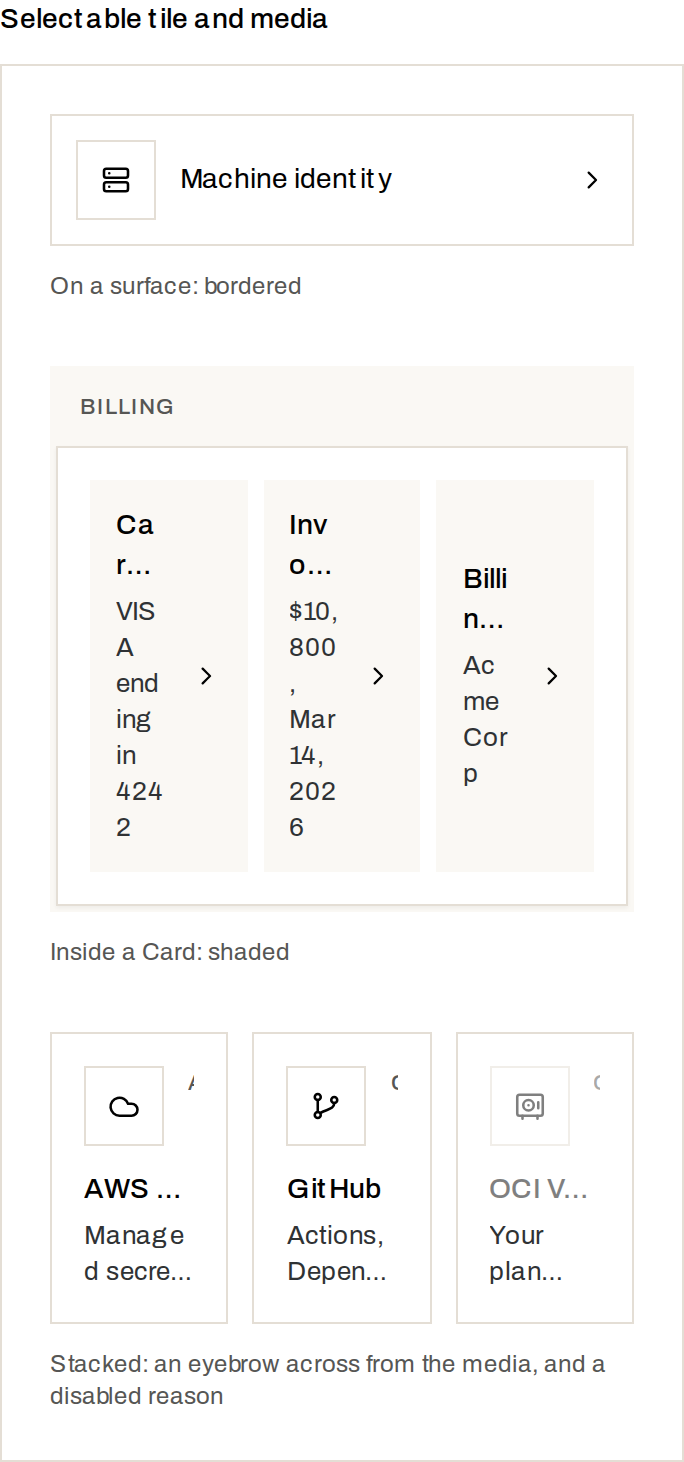 Selectable tile and media
Machine identity
On a surface: bordered
BILLING
Ca
r...
VIS
A
end
ing
in
424
2
Inv
o...
$10,
800
,
Mar
14,
202
6
Billi
n...
Ac
me
Cor
p
Inside a Card: shaded
AWS ...
Manage
d secre...
GitHub
Actions,
Depen...
OCI V...
Your
plan...
Stacked: an eyebrow across from the media, and a
disabled reason